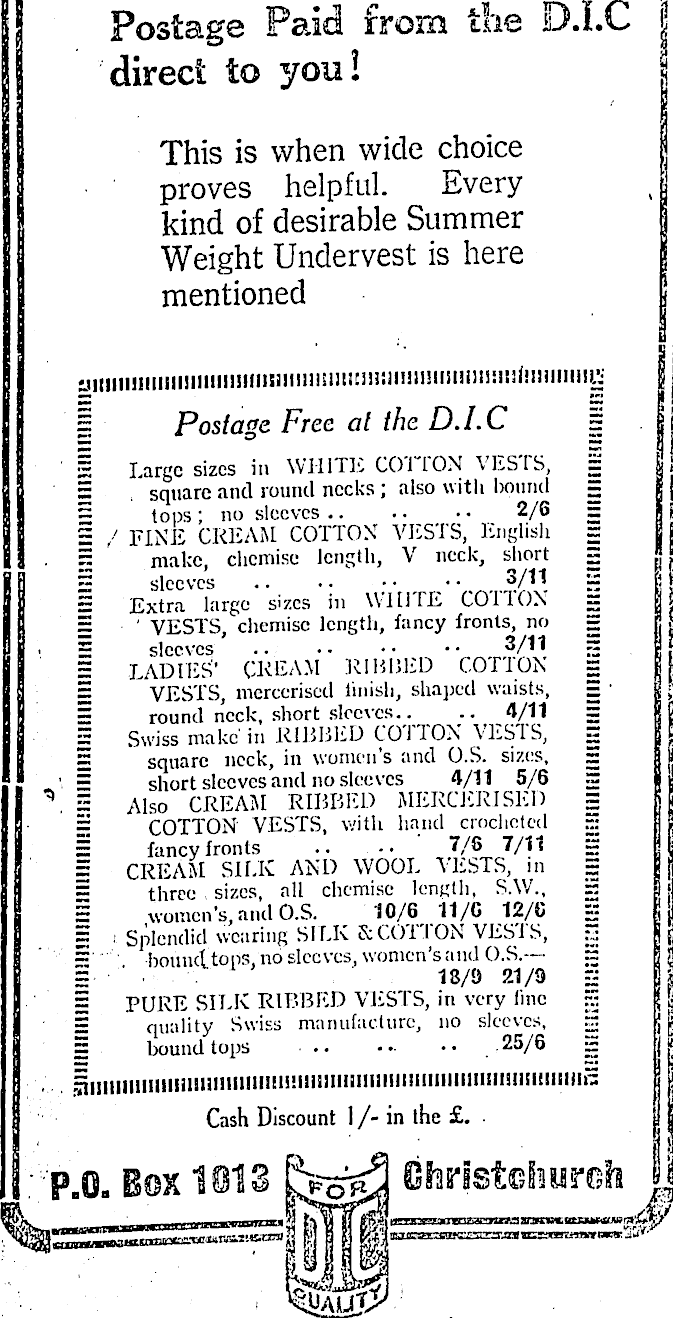 Postage Paid from the D.I.C
direct to you!
This is when wide choice
proves helpful. Every
kind of desirable Summer
Weight Undervest is here
mentioned
Postage Free at the D.I.C
Large sizes in WHITE COTTON VESTS,
square and round necks; also with bound
tops; no sleeves .. .. .. 2/6
FINE CREAM COTTON VESTS, English
make, chemise length, V neck, short
sleeves .. .. .. .. 3/11
Extra large sizes in WHITE COTTON
VESTS, chemise length, fancy fronts, no
sleeves .. .. .. .. 3/11
LADIES' CREAM RIBBED COTTON
VESTS, mercerised finish, shaped waists,
round neck, short sleeves.. .. 4/11
Swiss make in RIBBED COTTON VESTS,
square neck, in women's and O.S. sizes,
short sleeves and no sleeves 4/11 5/6
Also CREAM RIBBED MERCERISED
COTTON VESTS, with hand crocheted
fancy fronts .. .. 7/6 7/11
CREAM SILK AND WOOL VESTS, in
three sizes, all chemise length, S.W.,
women's, and O.S. 10/6 11/6 12/6
Splendid wearing SILK & COTTON VESTS,
bound tops, no sleeves, women's and O.S.—
18/9 21/9
PURE SILK RIBBED VESTS, in very fine
quality Swiss manufacture, no sleeves,
bound tops .. .. .. 25/6
Cash Discount 1/- in the £.
P.O. Box 1013 Christchurch
FOR
DIC
QUALITY